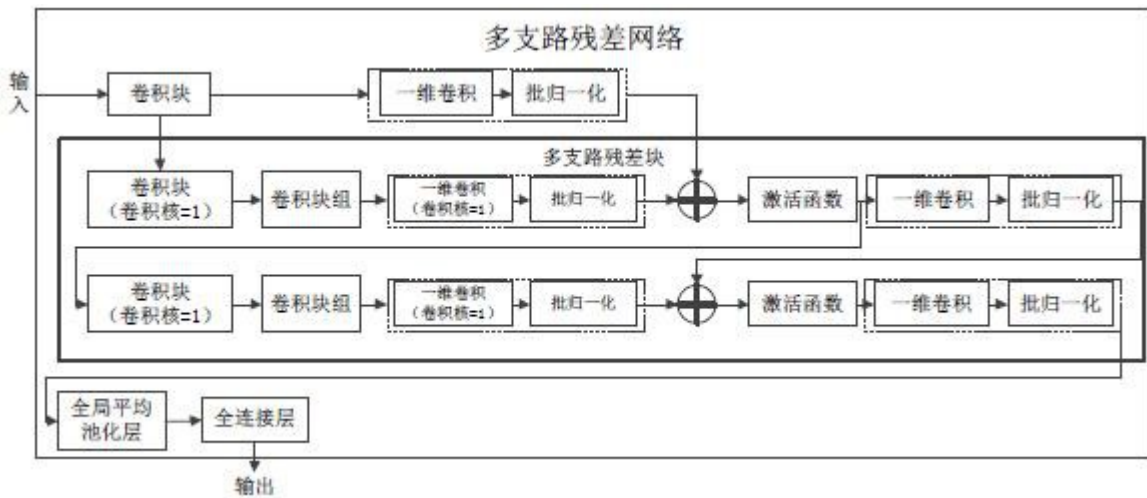 多支路残差网络
输
入
卷积块
一维卷积
批归一化
多支路残差块
卷积块
（卷积核=1）
卷积块组
一维卷积
（卷积核=1）
批归一化
激活函数
一维卷积
批归一化
卷积块
（卷积核=1）
卷积块组
一维卷积
（卷积核=1）
批归一化
激活函数
一维卷积
批归一化
全局平均
池化层
全连接层
输出